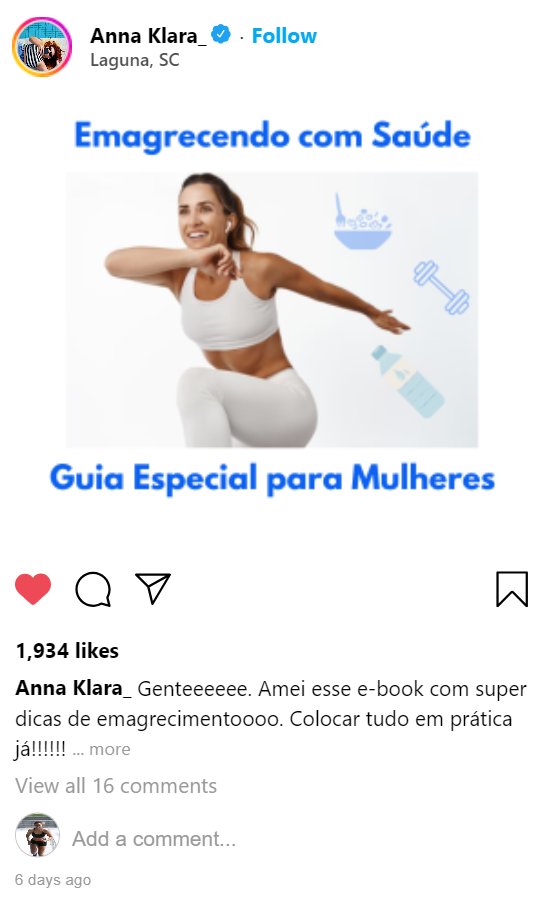 Anna Klara_ · Follow
Laguna, SC
Emagrecendo com Saúde
Guia Especial para Mulheres
1,934 likes
Anna Klara_ Genteeeeee. Amei esse e-book com super
dicas de emagrecimentoooo. Colocar tudo em prática
já!!!!!! ... more
View all 16 comments
Add a comment...
6 days ago